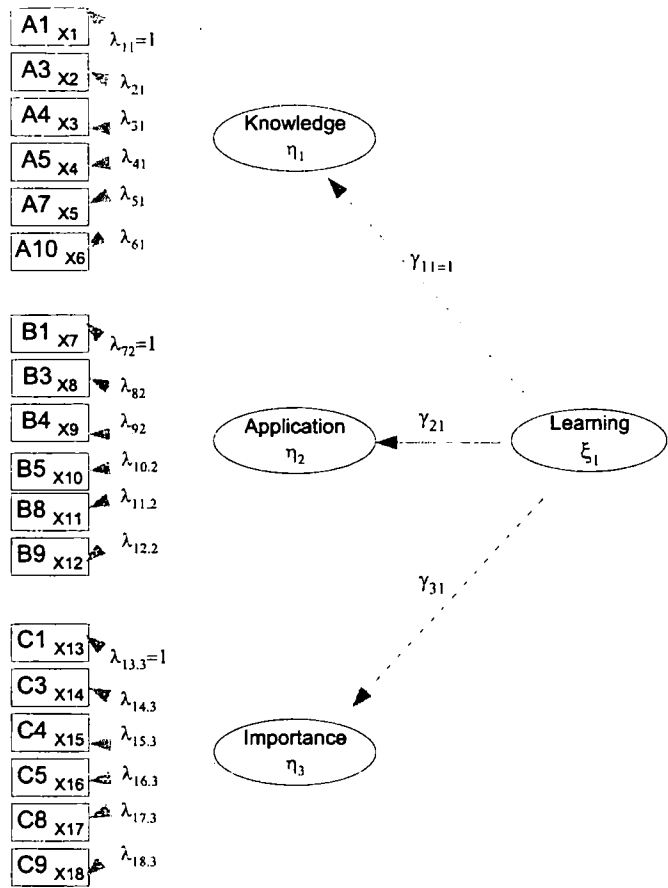 A1 X1
λ11=1
A3 X2
λ21
A4 X3
λ31
A5 X4
λ41
A7 X5
λ51
A10 X6
λ61
Knowledge
η1
γ11=1
B1 X7
λ72=1
B3 X8
λ82
B4 X9
λ92
B5 X10
λ10.2
B8 X11
λ11.2
B9 X12
λ12.2
Application
η2
γ21
Learning
ξ1
γ31
C1 X13
λ13.3=1
C3 X14
λ14.3
C4 X15
λ15.3
C5 X16
λ16.3
C8 X17
λ17.3
C9 X18
λ18.3
Importance
η3